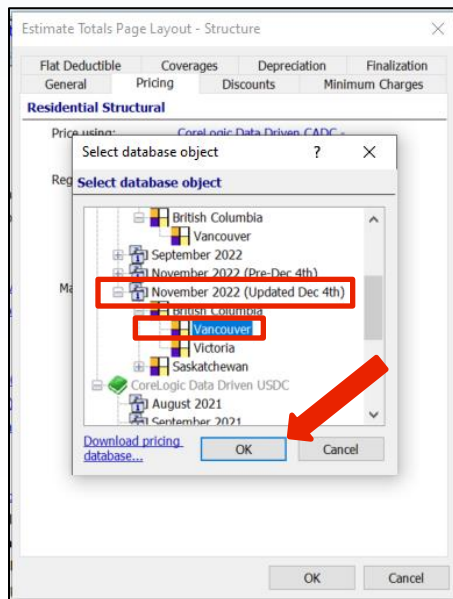 Estimate Totals Page Layout - Structure
Flat Deductible Coverages Depreciation Finalization
General Pricing Discounts Minimum Charges
Residential Structural
Price using: CoreLogic Data Driven CADC -
Select database object ?
Reg
Select database object
British Columbia
Vancouver
September 2022
November 2022 (Pre-Dec 4th)
Ma
November 2022 (Updated Dec 4th)
British Columbia
Vancouver
Victoria
Saskatchewan
CoreLogic Data Driven USDC
August 2021
September 2021
Download pricing database...
OK Cancel
OK Cancel